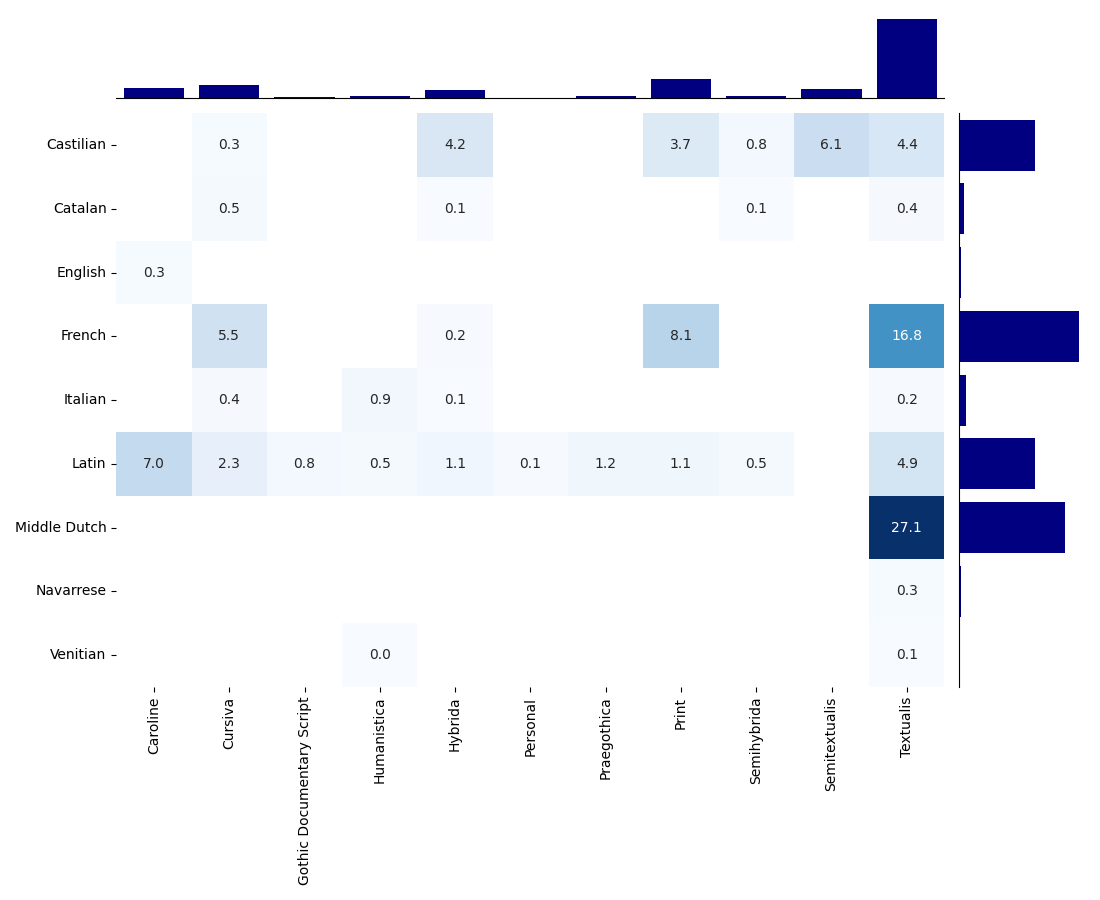 Castilian 0.3 4.2 3.7 0.8 6.1 4.4
Catalan 0.5 0.1 0.1 0.4
English 0.3
French 5.5 0.2 8.1 16.8
Italian 0.4 0.9 0.1 0.2
Latin 7.0 2.3 0.8 0.5 1.1 0.1 1.2 1.1 0.5 4.9
Middle Dutch 27.1
Navarrese 0.3
Venitian 0.0 0.1
Caroline
Cursiva
Gothic Documentary Script
Humanistica
Hybrida
Personal
Praegothica
Print
Semihybrida
Semitextualis
Textualis